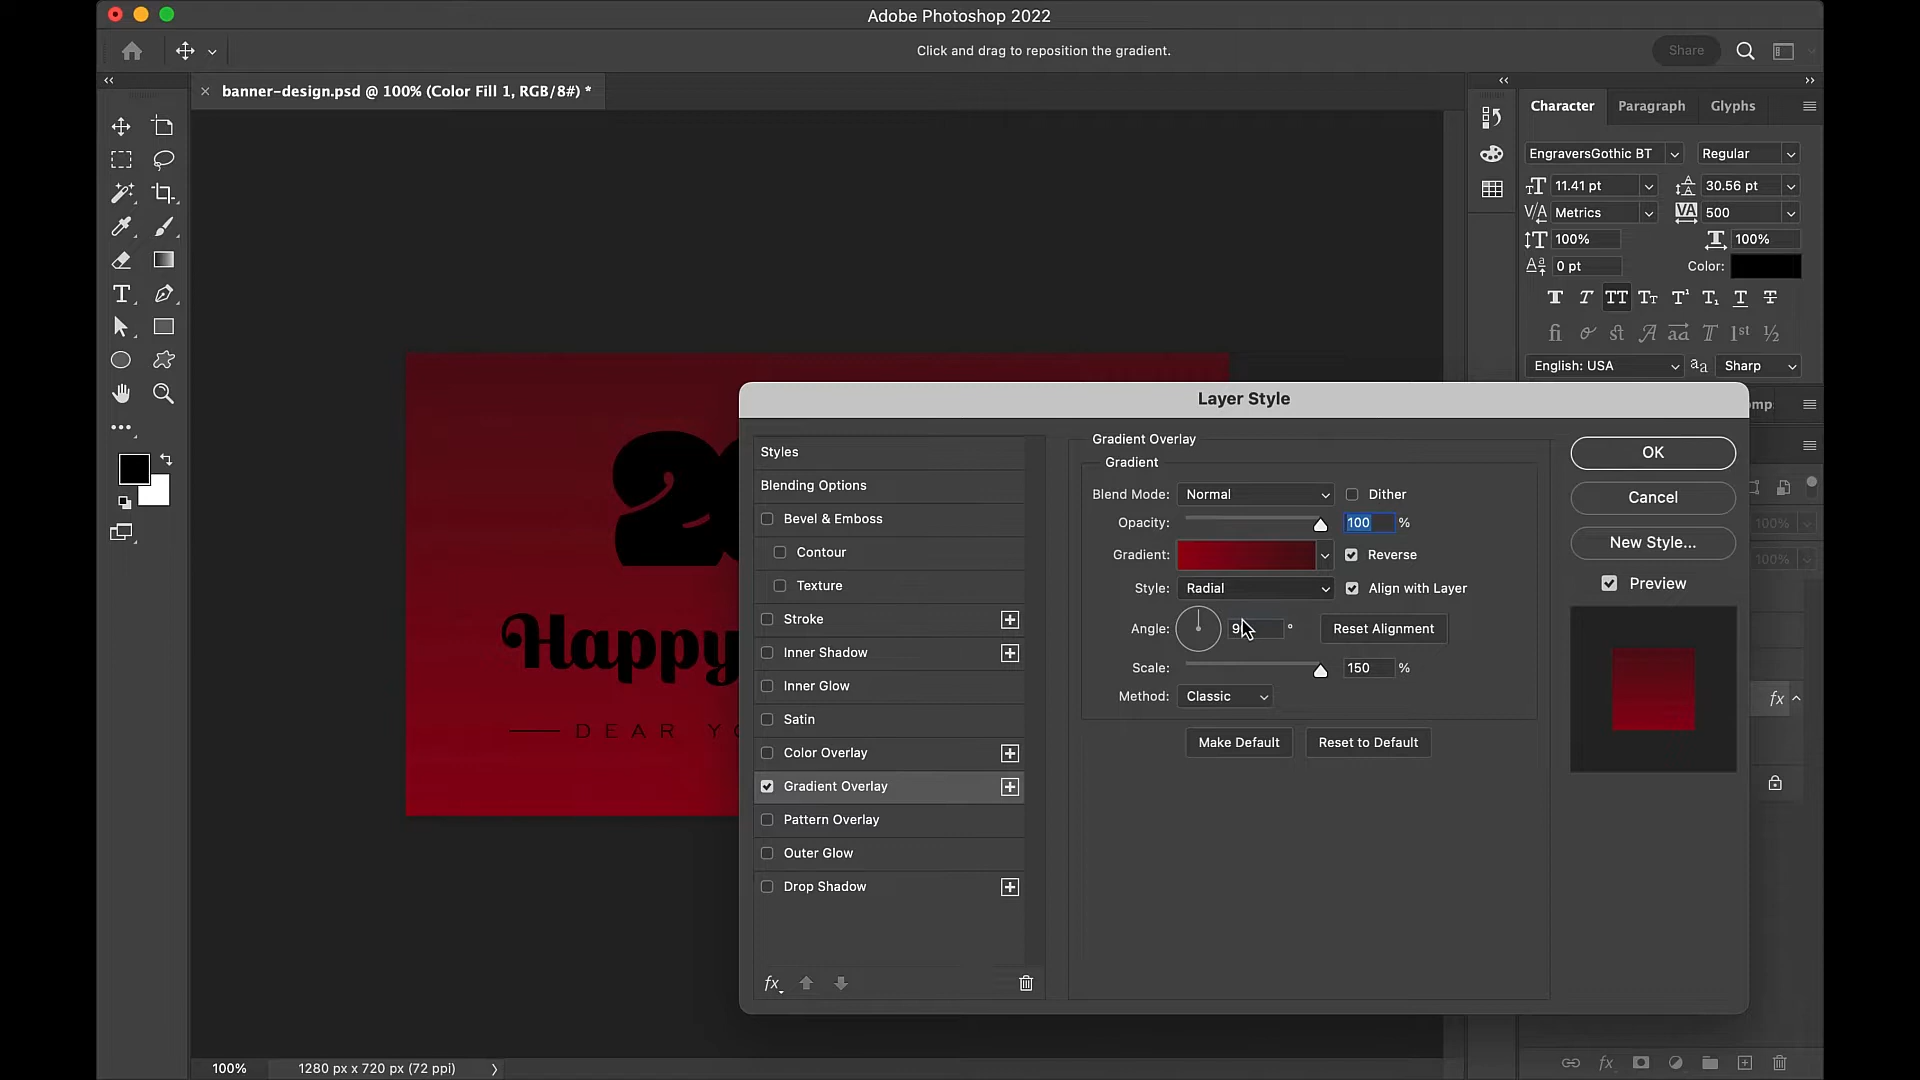 Adobe Photoshop 2022
Click and drag to reposition the gradient.
Share
banner-design.psd @ 100% (Color Fill 1, RGB/8#) *
Character
Paragraph
Glyphs
EngraversGothic BT
Regular
11.41 pt
30.56 pt
Metrics
500
100%
100%
0 pt
Color:
English: USA
Sharp
Layer Style
Styles
Blending Options
Bevel & Emboss
Contour
Texture
Stroke
Inner Shadow
Inner Glow
Satin
Color Overlay
Gradient Overlay
Pattern Overlay
Outer Glow
Drop Shadow
Gradient Overlay
Gradient
Blend Mode: Normal
Dither
Opacity: 100 %
Gradient:
Reverse
Style: Radial
Align with Layer
Angle: 9 °
Reset Alignment
Scale: 150 %
Method: Classic
Make Default
Reset to Default
OK
Cancel
New Style...
Preview
100%
100%
fx
Happy
DEAR
100%
1280 px x 720 px (72 ppi)